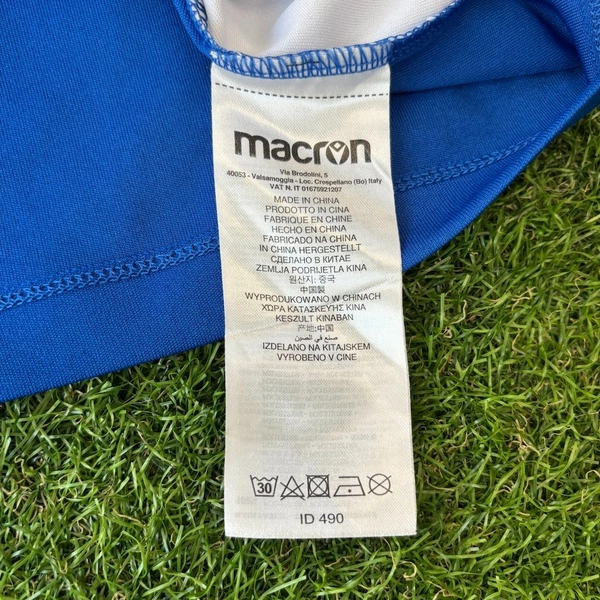 macron
Via Brodolini, 5
40053 - Valsamoggia - Loc. Crespellano (Bo) Italy
VAT N. IT 01675921207
MADE IN CHINA
PRODOTTO IN CINA
FABRIQUE EN CHINE
HECHO EN CHINA
FABRICADO NA CHINA
IN CHINA HERGESTELLT
СДЕЛАНО В КИТАЕ
ZEMLJA PODRIJETLA KINA
원산지: 중국
中国製
WYPRODUKOWANO W CHINACH
ΧΩΡΑ ΚΑΤΑΣΚΕΥΗΣ ΚΙΝΑ
KESZULT KINABAN
产地:中国
صنع في الصين
IZDELANO NA KITAJSKEM
VYROBENO V CINE
30
ID 490